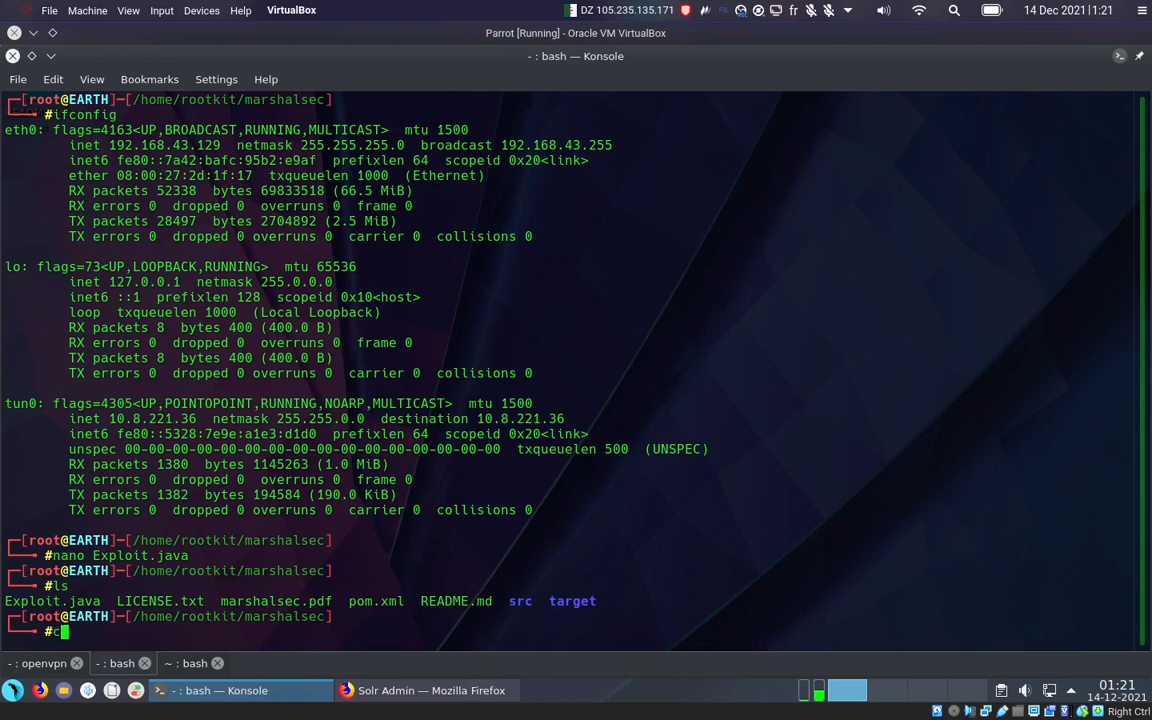 File Machine View Input Devices Help VirtualBox DZ 105.235.135.171 FR fr 14 Dec 2021 | 1:21
Parrot [Running] - Oracle VM VirtualBox
- : bash — Konsole
File Edit View Bookmarks Settings Help
┌─[root@EARTH]─[/home/rootkit/marshalsec]
└──╼ #ifconfig
eth0: flags=4163<UP,BROADCAST,RUNNING,MULTICAST>  mtu 1500
        inet 192.168.43.129  netmask 255.255.255.0  broadcast 192.168.43.255
        inet6 fe80::7a42:bafc:95b2:e9af  prefixlen 64  scopeid 0x20<link>
        ether 08:00:27:2d:1f:17  txqueuelen 1000  (Ethernet)
        RX packets 52338  bytes 69833518 (66.5 MiB)
        RX errors 0  dropped 0  overruns 0  frame 0
        TX packets 28497  bytes 2704892 (2.5 MiB)
        TX errors 0  dropped 0 overruns 0  carrier 0  collisions 0
lo: flags=73<UP,LOOPBACK,RUNNING>  mtu 65536
        inet 127.0.0.1  netmask 255.0.0.0
        inet6 ::1  prefixlen 128  scopeid 0x10<host>
        loop  txqueuelen 1000  (Local Loopback)
        RX packets 8  bytes 400 (400.0 B)
        RX errors 0  dropped 0  overruns 0  frame 0
        TX packets 8  bytes 400 (400.0 B)
        TX errors 0  dropped 0 overruns 0  carrier 0  collisions 0
tun0: flags=4305<UP,POINTOPOINT,RUNNING,NOARP,MULTICAST>  mtu 1500
        inet 10.8.221.36  netmask 255.255.0.0  destination 10.8.221.36
        inet6 fe80::5328:7e9e:a1e3:d1d0  prefixlen 64  scopeid 0x20<link>
        unspec 00-00-00-00-00-00-00-00-00-00-00-00-00-00-00-00  txqueuelen 500  (UNSPEC)
        RX packets 1380  bytes 1145263 (1.0 MiB)
        RX errors 0  dropped 0  overruns 0  frame 0
        TX packets 1382  bytes 194584 (190.0 KiB)
        TX errors 0  dropped 0 overruns 0  carrier 0  collisions 0
┌─[root@EARTH]─[/home/rootkit/marshalsec]
└──╼ #nano Exploit.java
┌─[root@EARTH]─[/home/rootkit/marshalsec]
└──╼ #ls
Exploit.java  LICENSE.txt  marshalsec.pdf  pom.xml  README.md  src  target
┌─[root@EARTH]─[/home/rootkit/marshalsec]
└──╼ #c
- : openvpn - : bash ~ : bash
- : bash — Konsole Solr Admin — Mozilla Firefox 01:21
14-12-2021
Right Ctrl